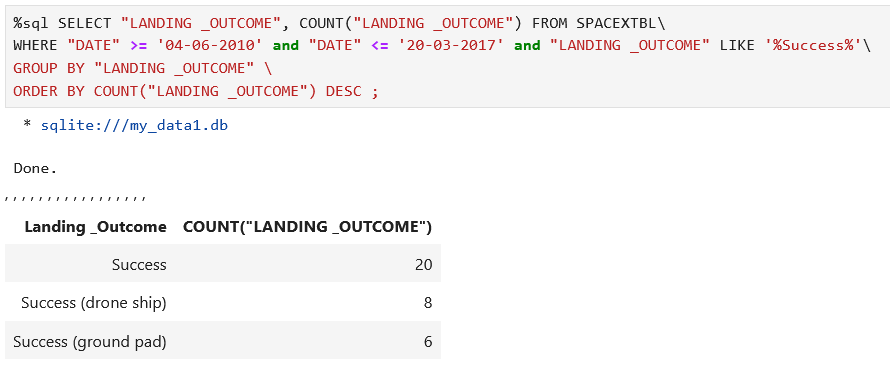 %sql SELECT "LANDING _OUTCOME", COUNT("LANDING _OUTCOME") FROM SPACEXTBL\
WHERE "DATE" >= '04-06-2010' and "DATE" <= '20-03-2017' and "LANDING _OUTCOME" LIKE '%Success%'\
GROUP BY "LANDING _OUTCOME" \
ORDER BY COUNT("LANDING _OUTCOME") DESC ;
* sqlite:///my_data1.db
Done.
,,,,,,,,,,,,,,,,,
Landing _Outcome COUNT("LANDING _OUTCOME")
Success 20
Success (drone ship) 8
Success (ground pad) 6